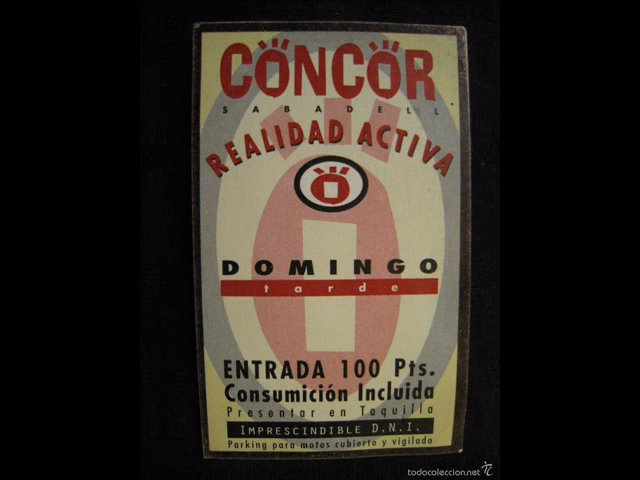 CONCOR
SABADELL
REALIDAD ACTIVA
DOMINGO
tarde
ENTRADA 100 Pts.
Consumición Incluida
Presentar en Taquilla
IMPRESCINDIBLE D.N.I.
Parking para motos cubierto y vigilado
todocoleccion.net